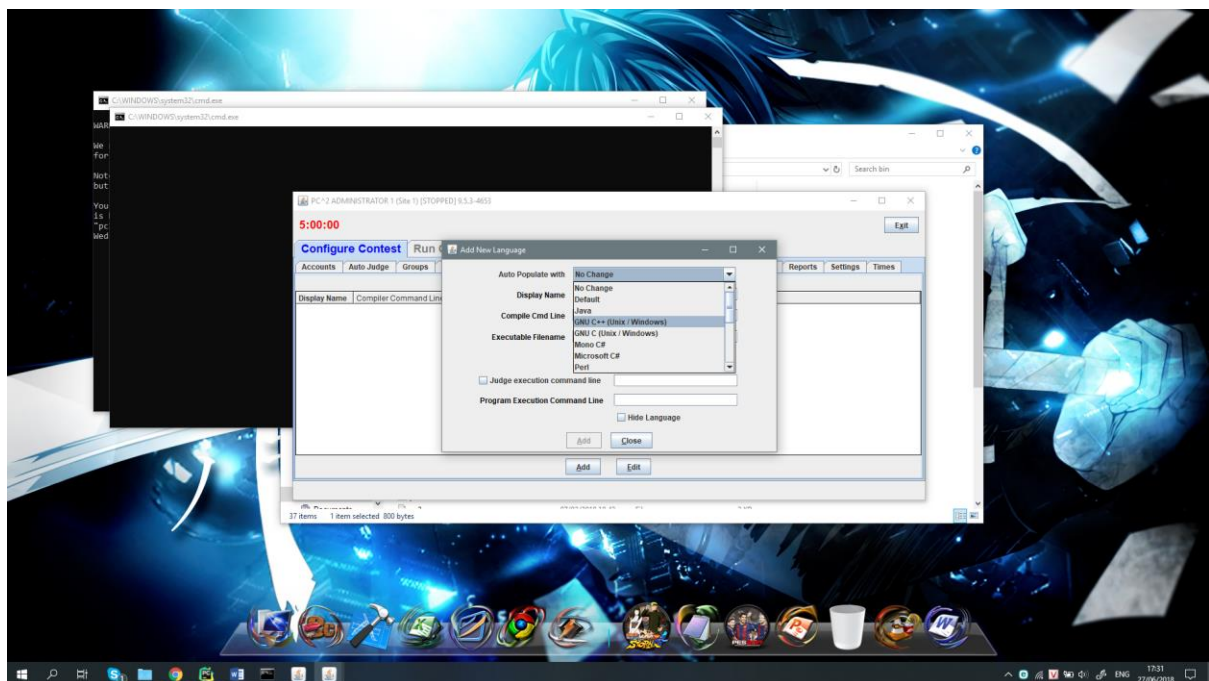 C:\WINDOWS\system32\cmd.exe
C:\WINDOWS\system32\cmd.exe
WAR
We
for
Not
but
You
is
"pc
Wed
Search bin
PC^2 ADMINISTRATOR 1 (Site 1) [STOPPED] 9.5.3-4653
5:00:00
Exit
Configure Contest Run
Accounts Auto Judge Groups Reports Settings Times
Display Name Compiler Command Lin
Add New Language
Auto Populate with No Change
No Change
Display Name Default
Java
Compile Cmd Line GNU C++ (Unix / Windows)
Executable Filename GNU C (Unix / Windows)
Mono C#
Microsoft C#
Perl
Judge execution command line
Program Execution Command Line
Hide Language
Add Close
Add Edit
37 items 1 item selected 800 bytes
ENG 17:31
27/06/2018